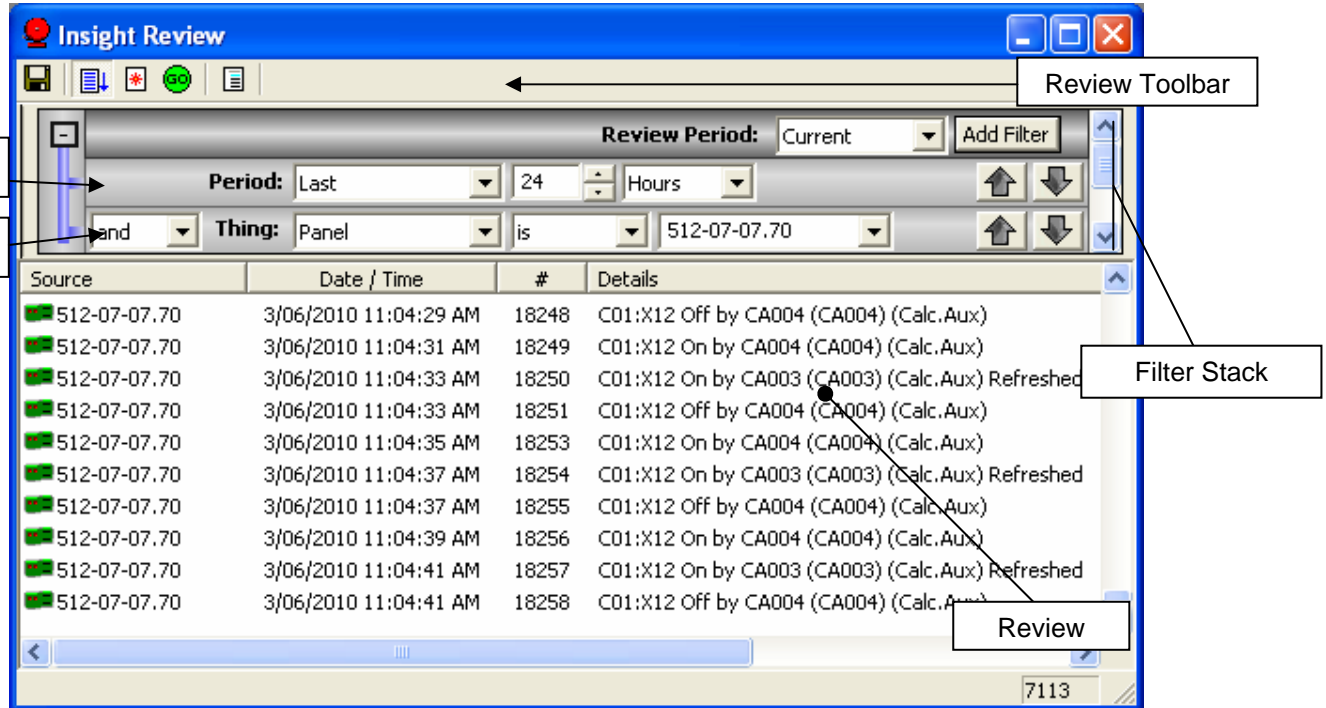 Insight Review
GO
Review Toolbar
Review Period: Current Add Filter
Period: Last 24 Hours
and Thing: Panel is 512-07-07.70
Source Date / Time # Details
512-07-07.70 3/06/2010 11:04:29 AM 18248 C01:X12 Off by CA004 (CA004) (Calc.Aux)
512-07-07.70 3/06/2010 11:04:31 AM 18249 C01:X12 On by CA004 (CA004) (Calc.Aux)
512-07-07.70 3/06/2010 11:04:33 AM 18250 C01:X12 On by CA003 (CA003) (Calc.Aux) Refreshed
Filter Stack
512-07-07.70 3/06/2010 11:04:33 AM 18251 C01:X12 Off by CA004 (CA004) (Calc.Aux)
512-07-07.70 3/06/2010 11:04:35 AM 18253 C01:X12 On by CA004 (CA004) (Calc.Aux)
512-07-07.70 3/06/2010 11:04:37 AM 18254 C01:X12 On by CA003 (CA003) (Calc.Aux) Refreshed
512-07-07.70 3/06/2010 11:04:37 AM 18255 C01:X12 Off by CA004 (CA004) (Calc.Aux)
512-07-07.70 3/06/2010 11:04:39 AM 18256 C01:X12 On by CA004 (CA004) (Calc.Aux)
512-07-07.70 3/06/2010 11:04:41 AM 18257 C01:X12 On by CA003 (CA003) (Calc.Aux) Refreshed
512-07-07.70 3/06/2010 11:04:41 AM 18258 C01:X12 Off by CA004 (CA004) (Calc.Aux)
Review
7113